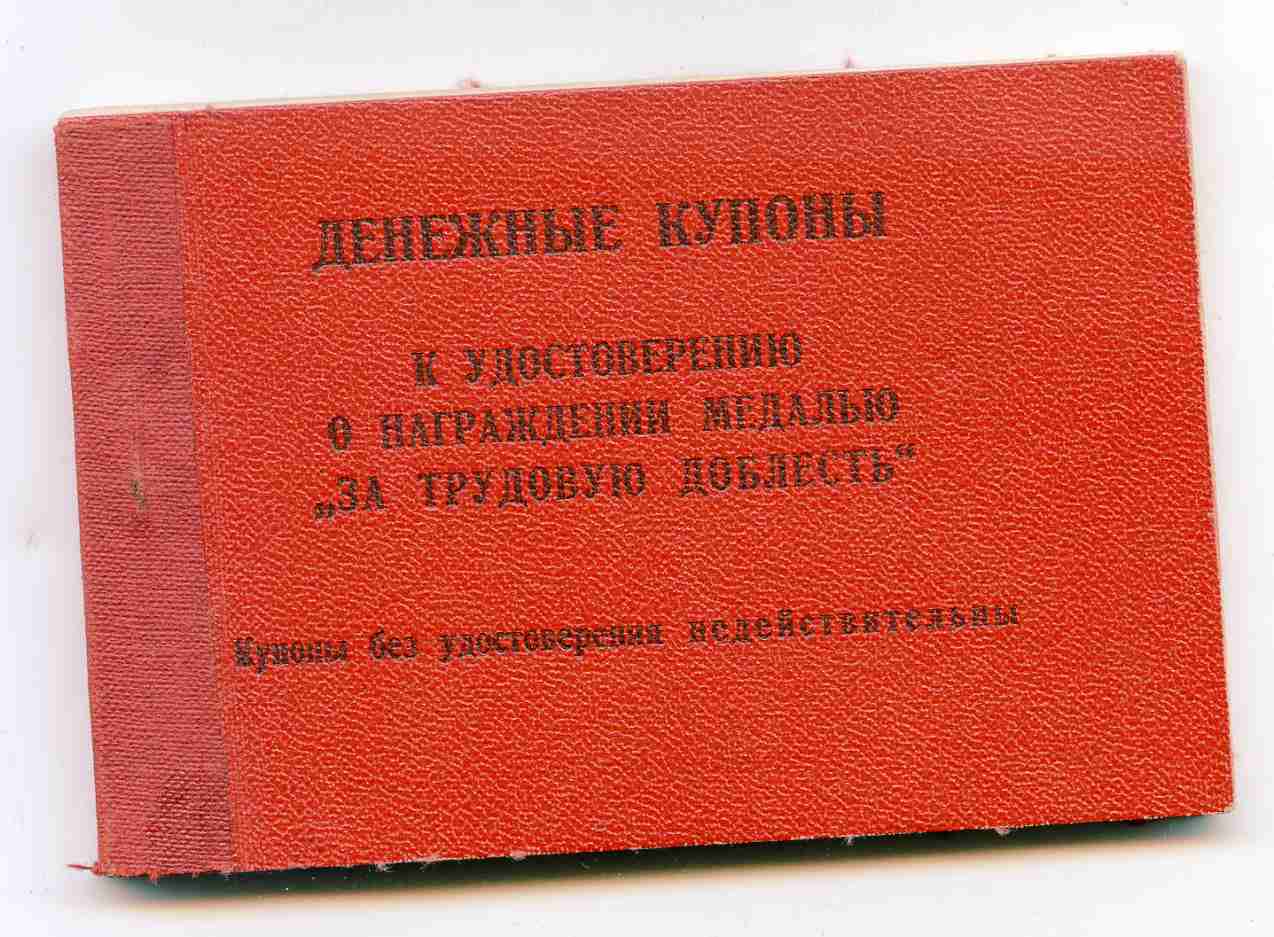 ДЕНЕЖНЫЕ КУПОНЫ
К УДОСТОВЕРЕНИЮ
О НАГРАЖДЕНИИ МЕДАЛЬЮ
„ЗА ТРУДОВУЮ ДОБЛЕСТЬ“
Купоны без удостоверения недействительны